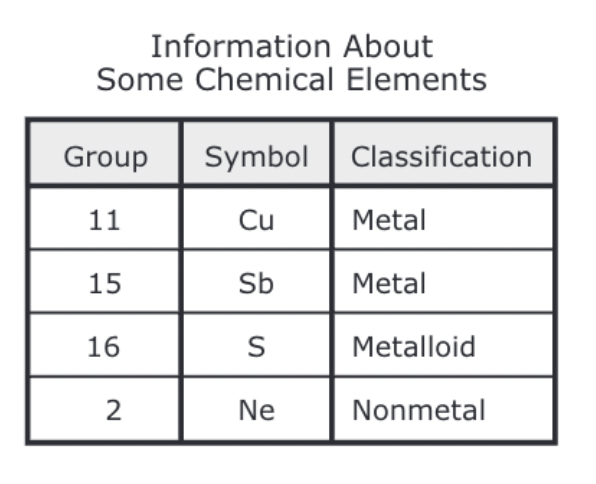 Information About
Some Chemical Elements
Group Symbol Classification
11 Cu Metal
15 Sb Metal
16 S Metalloid
2 Ne Nonmetal